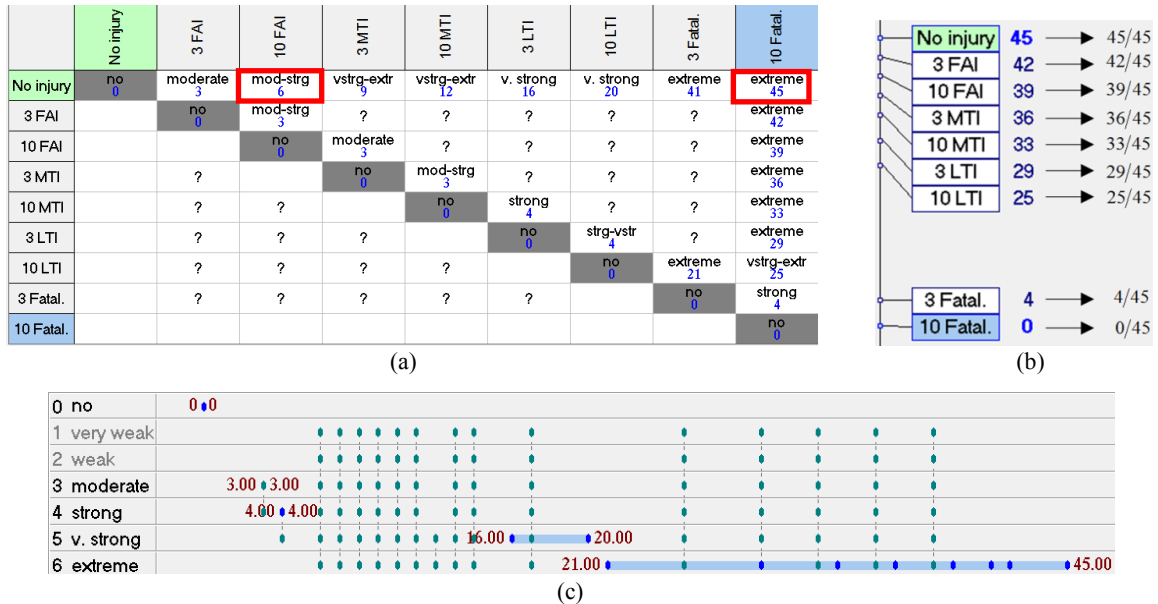 No injury 3 FAI 10 FAI 3 MTI 10 MTI 3 LTI 10 LTI 3 Fatal. 10 Fatal.
No injury no moderate mod-strg vstrg-extr vstrg-extr v. strong v. strong extreme extreme
0 3 6 9 12 16 20 41 45
3 FAI no mod-strg ? ? ? ? ? extreme
0 3 42
10 FAI no moderate ? ? ? ? extreme
0 3 39
3 MTI ? no mod-strg ? ? ? extreme
0 3 36
10 MTI ? ? no strong ? ? extreme
0 4 33
3 LTI ? ? ? no strg-vstr ? extreme
0 4 29
10 LTI ? ? ? no extreme vstrg-extr
0 21 25
3 Fatal. ? ? ? ? no strong
0 4
10 Fatal. no
0
(a)
No injury 45 45/45
3 FAI 42 42/45
10 FAI 39 39/45
3 MTI 36 36/45
10 MTI 33 33/45
3 LTI 29 29/45
10 LTI 25 25/45
3 Fatal. 4 4/45
10 Fatal. 0 0/45
(b)
0 no 0 0
1 very weak
2 weak
3 moderate 3.00 3.00
4 strong 4.00 4.00
5 v. strong 16.00 20.00
6 extreme 21.00 45.00
(c)